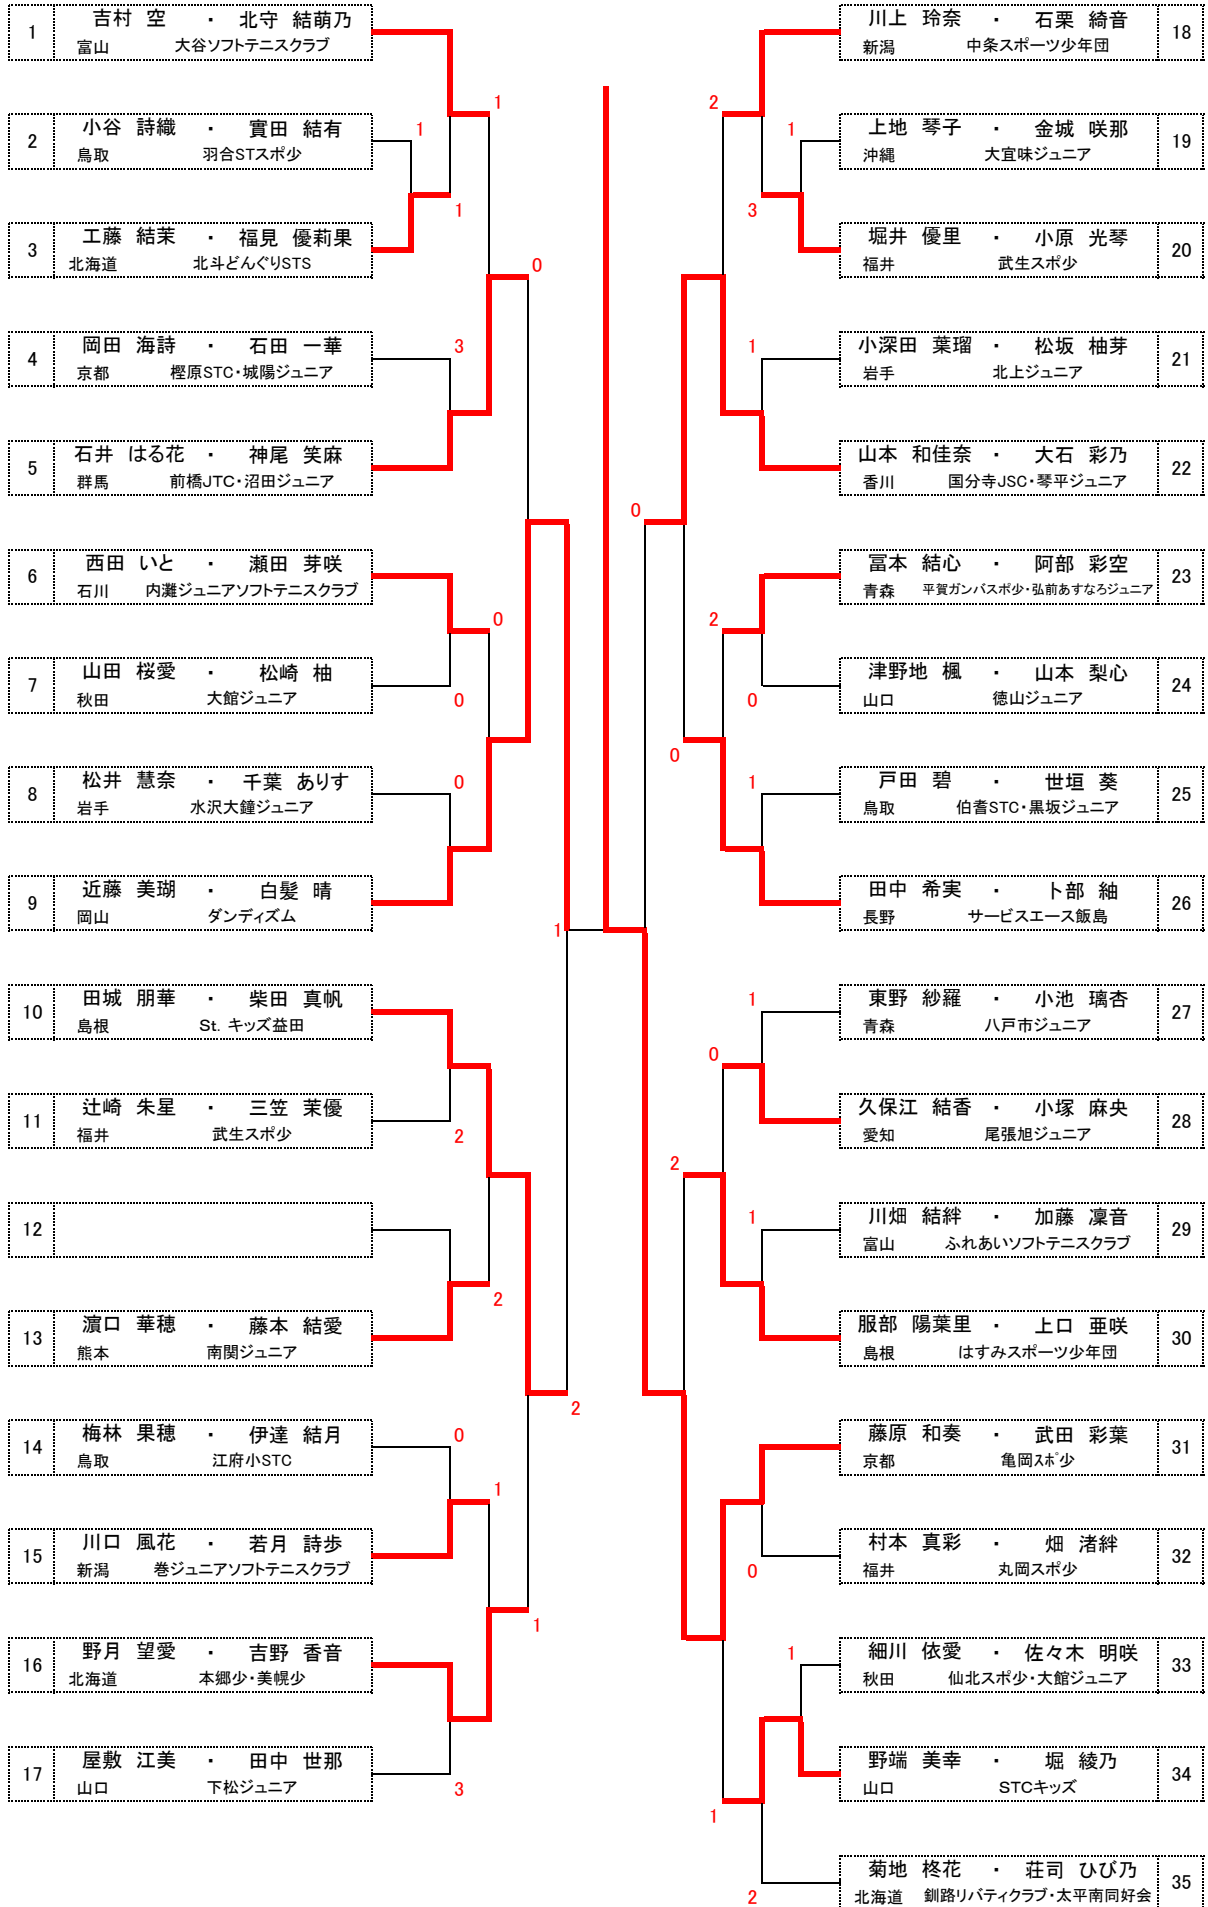 1 吉村 空 ・ 北守 結萌乃
富山 大谷ソフトテニスクラブ
1
2 小谷 詩織 ・ 實田 結有
鳥取 羽合STスポ少
1
1
3 工藤 結茉 ・ 福見 優莉果
北海道 北斗どんぐりSTS
0
4 岡田 海詩 ・ 石田 一華
京都 樫原STC・城陽ジュニア
3
5 石井 はる花 ・ 神尾 笑麻
群馬 前橋JTC・沼田ジュニア
6 西田 いと ・ 瀬田 芽咲
石川 内灘ジュニアソフトテニスクラブ
0
7 山田 桜愛 ・ 松崎 柚
秋田 大館ジュニア
0
8 松井 慧奈 ・ 千葉 ありす
岩手 水沢大鐘ジュニア
0
9 近藤 美瑚 ・ 白髪 晴
岡山 ダンディズム
1
10 田城 朋華 ・ 柴田 真帆
島根 St．キッズ益田
11 辻崎 朱星 ・ 三笠 茉優
福井 武生スポ少
2
12
2
13 濵口 華穂 ・ 藤本 結愛
熊本 南関ジュニア
2
14 梅林 果穂 ・ 伊達 結月
鳥取 江府小STC
0
1
15 川口 風花 ・ 若月 詩歩
新潟 巻ジュニアソフトテニスクラブ
1
16 野月 望愛 ・ 吉野 香音
北海道 本郷少・美幌少
17 屋敷 江美 ・ 田中 世那
山口 下松ジュニア
3
川上 玲奈 ・ 石栗 綺音 18
新潟 中条スポーツ少年団
2
1
上地 琴子 ・ 金城 咲那 19
沖縄 大宜味ジュニア
3
堀井 優里 ・ 小原 光琴 20
福井 武生スポ少
1
小深田 葉瑠 ・ 松坂 柚芽 21
岩手 北上ジュニア
山本 和佳奈 ・ 大石 彩乃 22
香川 国分寺JSC・琴平ジュニア
0
冨本 結心 ・ 阿部 彩空 23
青森 平賀ガンバスポ少・弘前あすなろジュニア
2
津野地 楓 ・ 山本 梨心 24
山口 徳山ジュニア
0
0
1
戸田 碧 ・ 世垣 葵 25
鳥取 伯耆STC・黒坂ジュニア
田中 希実 ・ 卜部 紬 26
長野 サービスエース飯島
1
東野 紗羅 ・ 小池 璃杏 27
青森 八戸市ジュニア
0
久保江 結香 ・ 小塚 麻央 28
愛知 尾張旭ジュニア
2
1
川畑 結絆 ・ 加藤 凜音 29
富山 ふれあいソフトテニスクラブ
服部 陽葉里 ・ 上口 亜咲 30
島根 はすみスポーツ少年団
藤原 和奏 ・ 武田 彩葉 31
京都 亀岡スポ少
村本 真彩 ・ 畑 渚絆 32
福井 丸岡スポ少
0
1
細川 依愛 ・ 佐々木 明咲 33
秋田 仙北スポ少・大館ジュニア
野端 美幸 ・ 堀 綾乃 34
山口 STCキッズ
1
菊地 柊花 ・ 荘司 ひび乃 35
北海道 釧路リバティクラブ・太平南同好会
2